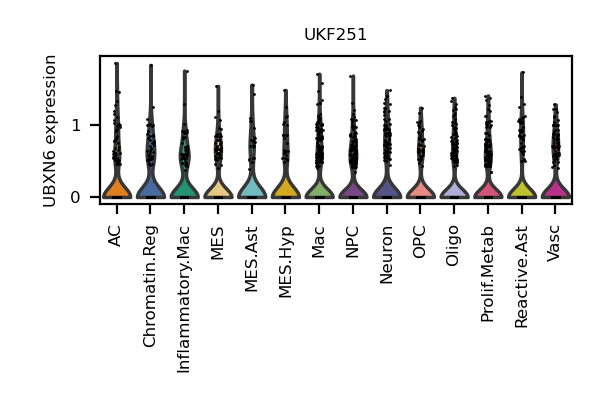 UKF251
UBXN6 expression
1
0
AC
Chromatin.Reg
Inflammatory.Mac
MES
MES.Ast
MES.Hyp
Mac
NPC
Neuron
OPC
Oligo
Prolif.Metab
Reactive.Ast
Vasc